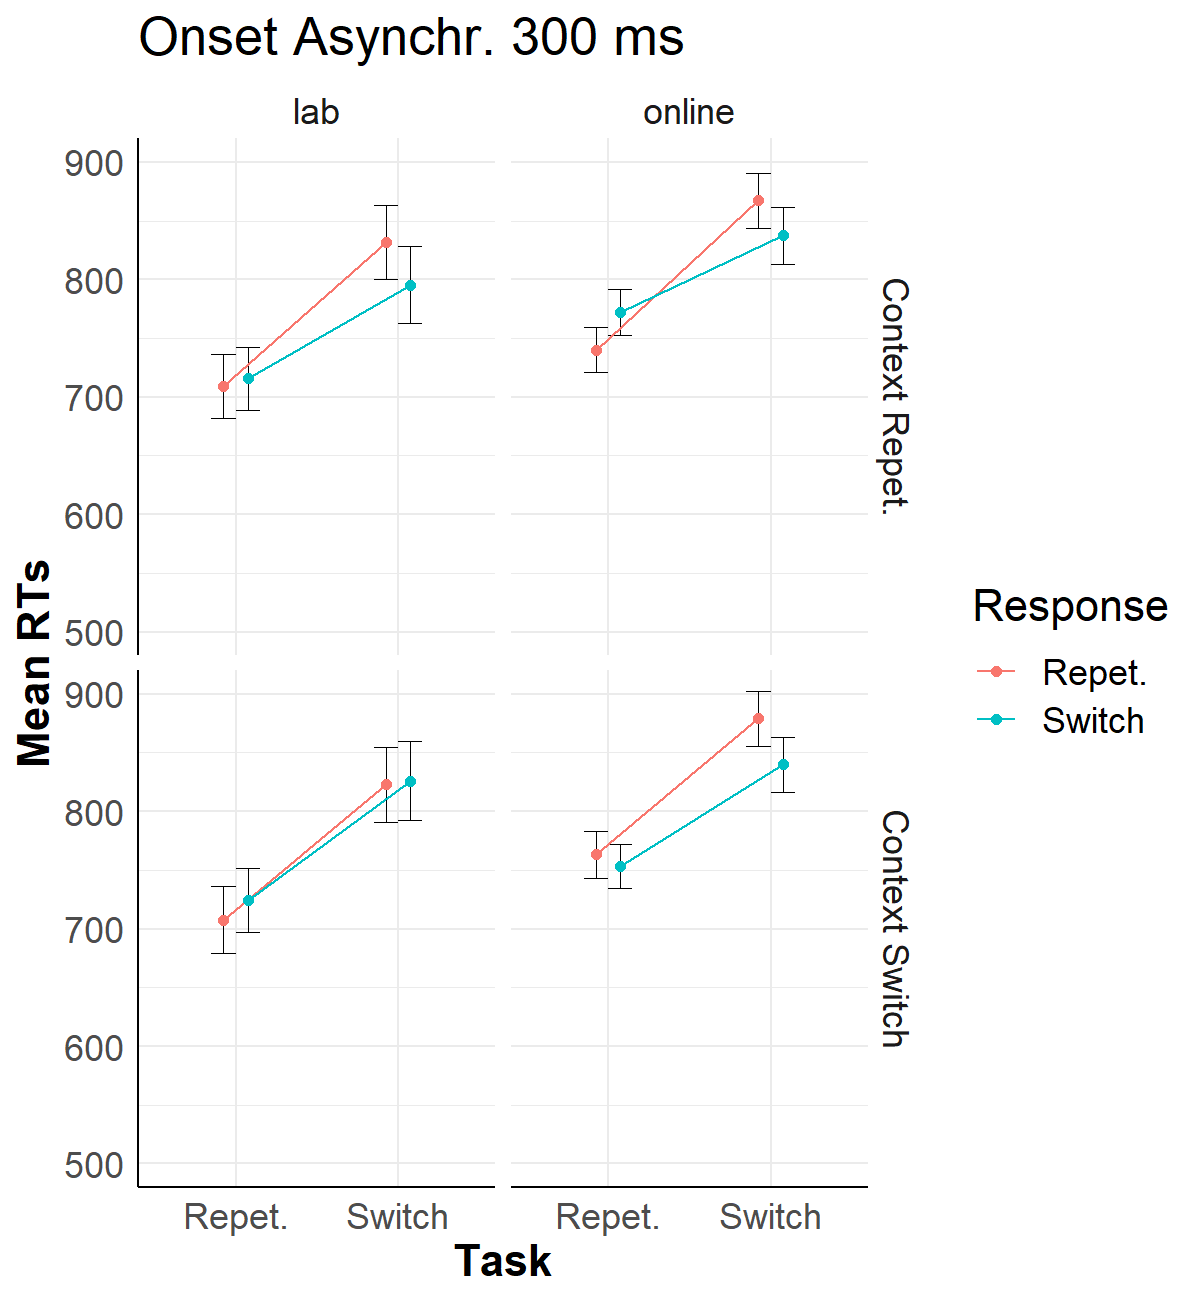 Onset Asynchr. 300 ms
lab
online
900
800
700
600
500
Context Repet.
900
800
700
600
500
Context Switch
Mean RTs
Repet.
Switch
Repet.
Switch
Task
Response
Repet.
Switch